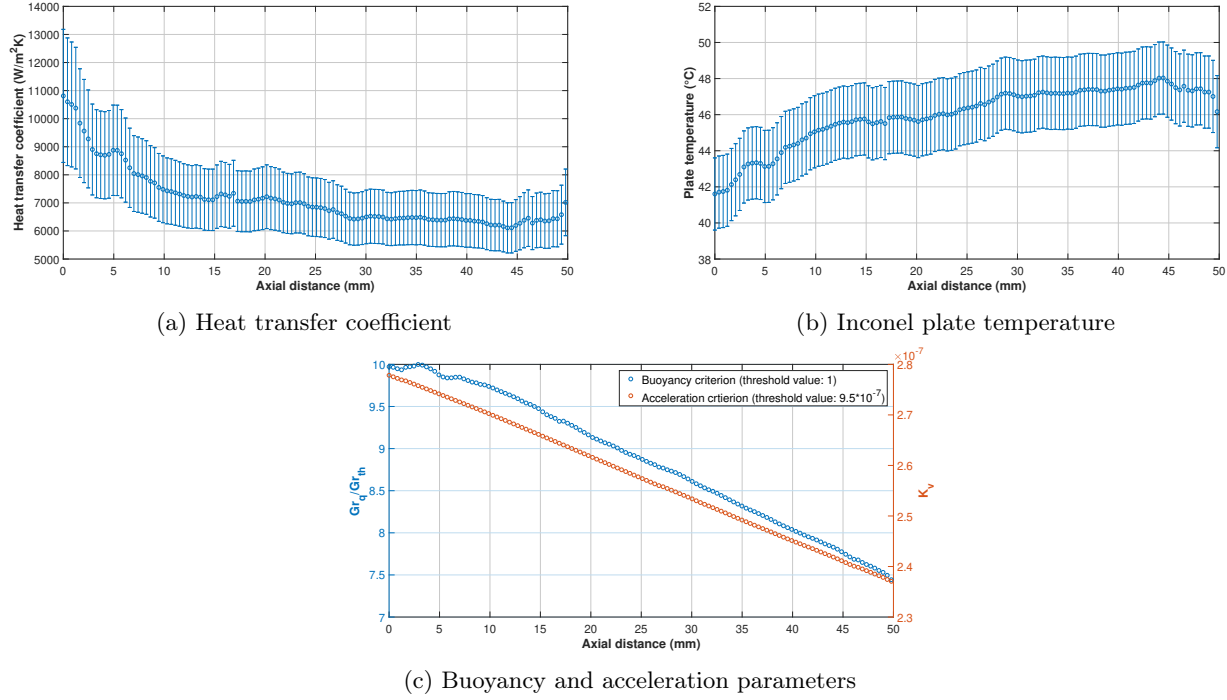 14000
13000
12000
11000
10000
9000
8000
7000
6000
5000
Heat transfer coefficient (W/m²K)
0 5 10 15 20 25 30 35 40 45 50
Axial distance (mm)
(a) Heat transfer coefficient
52
50
48
46
44
42
40
38
Plate temperature (°C)
0 5 10 15 20 25 30 35 40 45 50
Axial distance (mm)
(b) Inconel plate temperature
10
9.5
9
8.5
8
7.5
7
Gr_q/Gr_th
Buoyancy criterion (threshold value: 1)
Acceleration crtierion (threshold value: 9.5*10⁻⁷)
×10⁻⁷
2.8
2.7
2.6
2.5
2.4
2.3
K_v
0 5 10 15 20 25 30 35 40 45 50
Axial distance (mm)
(c) Buoyancy and acceleration parameters